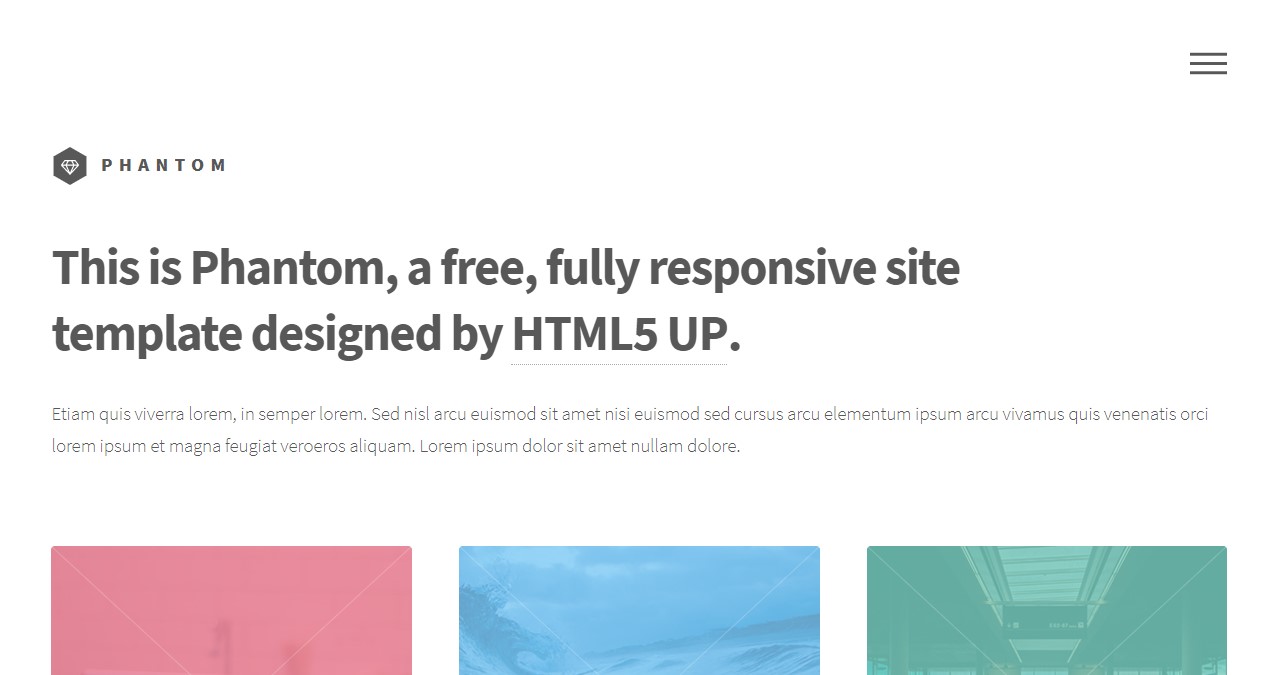 PHANTOM
This is Phantom, a free, fully responsive site
template designed by HTML5 UP.
Etiam quis viverra lorem, in semper lorem. Sed nisl arcu euismod sit amet nisi euismod sed cursus arcu elementum ipsum arcu vivamus quis venenatis orci
lorem ipsum et magna feugiat veroeros aliquam. Lorem ipsum dolor sit amet nullam dolore.